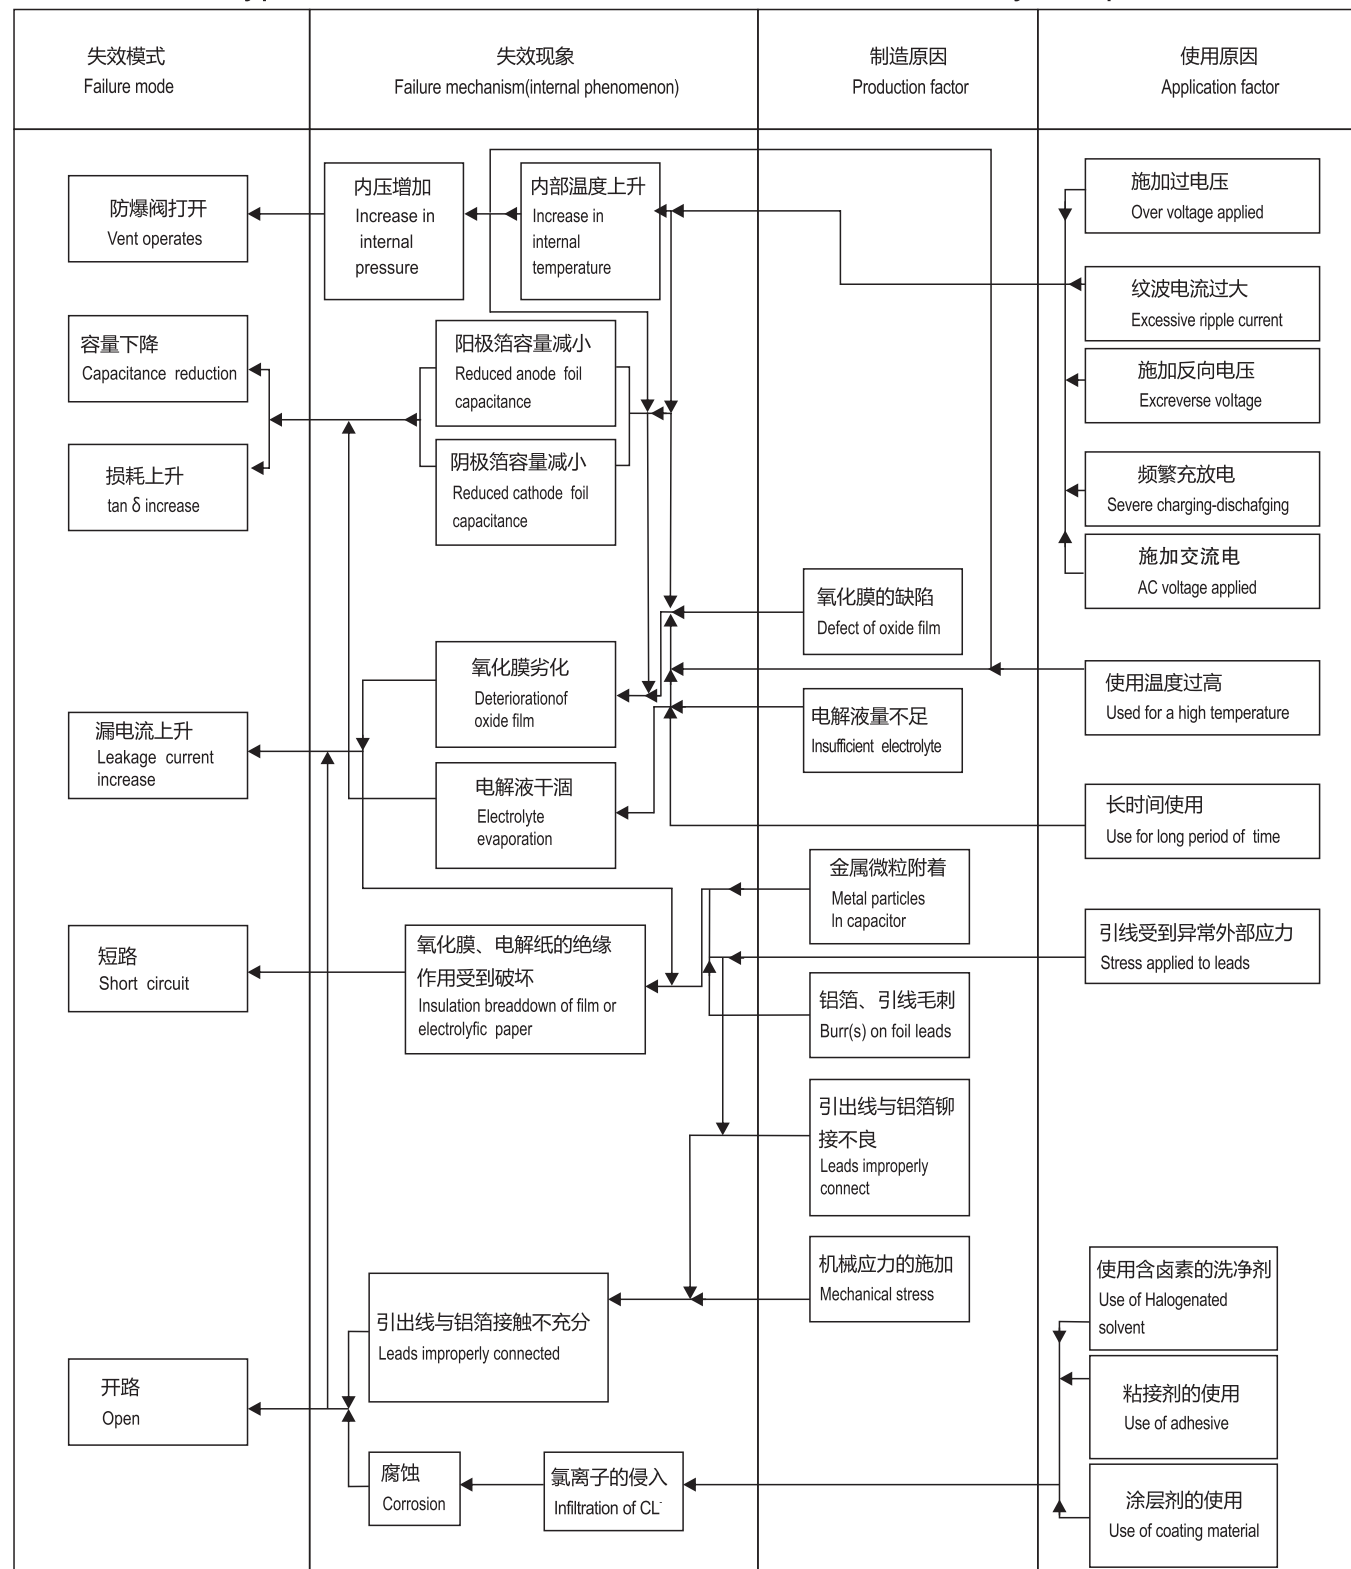 失效模式
Failure mode
失效现象
Failure mechanism(internal phenomenon)
制造原因
Production factor
使用原因
Application factor
防爆阀打开
Vent operates
内压增加
Increase in
internal
pressure
内部温度上升
Increase in
internal
temperature
施加过电压
Over voltage applied
纹波电流过大
Excessive ripple current
容量下降
Capacitance reduction
阳极箔容量减小
Reduced anode foil
capacitance
施加反向电压
Excreverse voltage
损耗上升
tan δ increase
阴极箔容量减小
Reduced cathode foil
capacitance
频繁充放电
Severe charging-dischafging
施加交流电
AC voltage applied
氧化膜的缺陷
Defect of oxide film
氧化膜劣化
Deteriorationof
oxide film
使用温度过高
Used for a high temperature
漏电流上升
Leakage current
increase
电解液量不足
Insufficient electrolyte
电解液干涸
Electrolyte
evaporation
长时间使用
Use for long period of time
金属微粒附着
Metal particles
In capacitor
短路
Short circuit
氧化膜、电解纸的绝缘
作用受到破坏
Insulation breaddown of film or
electrolyfic paper
引线受到异常外部应力
Stress applied to leads
铝箔、引线毛刺
Burr(s) on foil leads
引出线与铝箔铆
接不良
Leads improperly
connect
机械应力的施加
Mechanical stress
引出线与铝箔接触不充分
Leads improperly connected
使用含卤素的洗净剂
Use of Halogenated
solvent
开路
Open
粘接剂的使用
Use of adhesive
腐蚀
Corrosion
氯离子的侵入
Infiltration of CL⁻
涂层剂的使用
Use of coating material